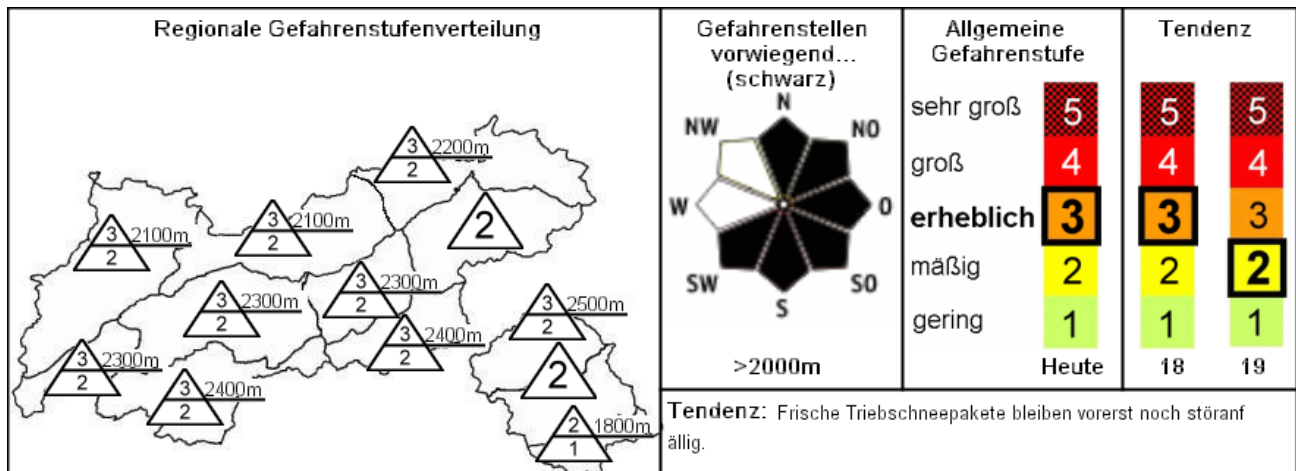 Regionale Gefahrenstufenverteilung
3
2
2200m
3
2
2100m
3
2
2100m
2
3
2
2300m
3
2
2300m
3
2
2500m
3
2
2400m
3
2
2300m
2
3
2
2400m
2
1
1800m
Gefahrenstellen
vorwiegend...
(schwarz)
N
NW
NO
W
O
SW
SO
S
>2000m
Allgemeine
Gefahrenstufe
Tendenz
sehr groß
5
5
5
groß
4
4
4
erheblich
3
3
3
mäßig
2
2
2
gering
1
1
1
Heute
18
19
Tendenz: Frische Triebschneepakete bleiben vorerst noch störanf
ällig.